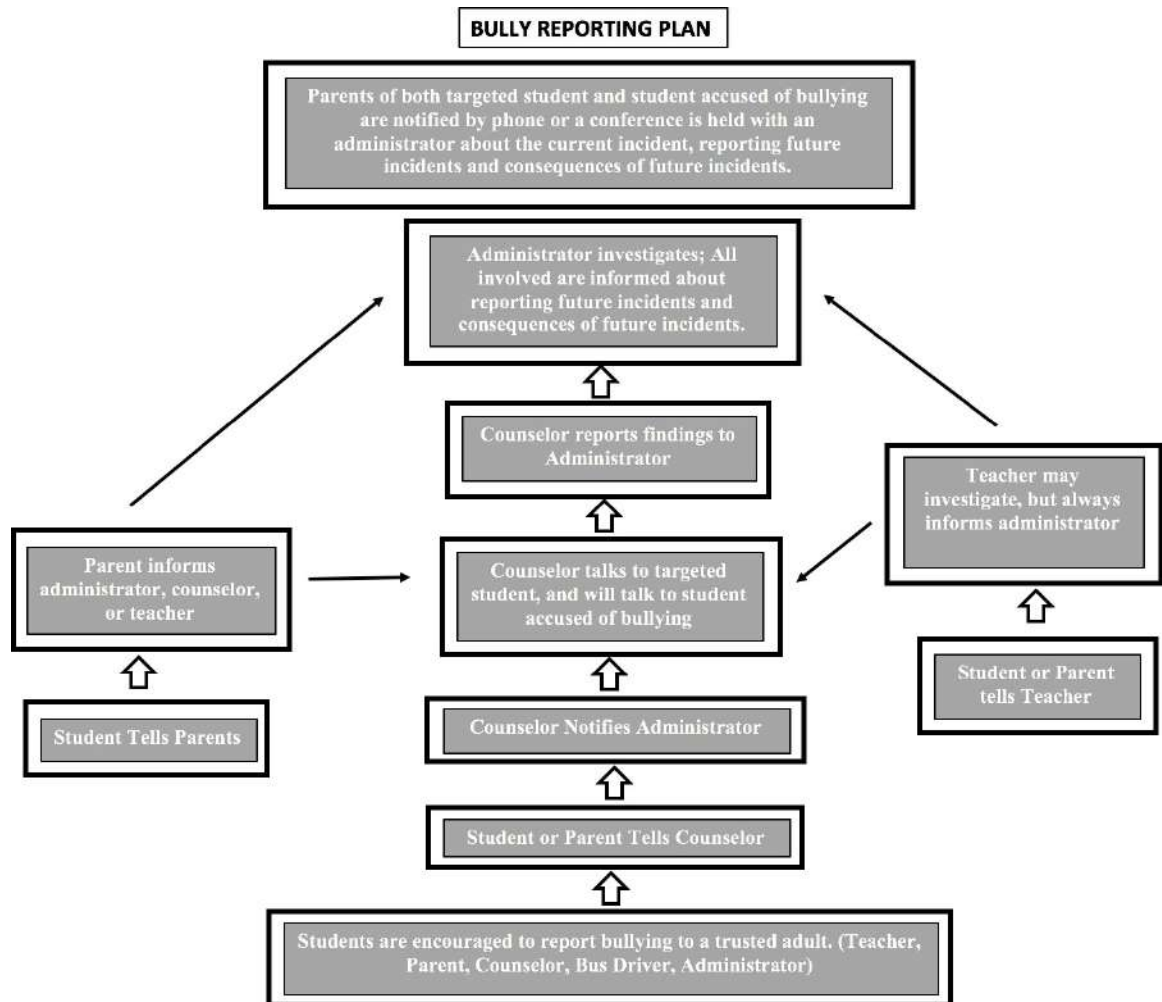 BULLY REPORTING PLAN
Parents of both targeted student and student accused of bullying
are notified by phone or a conference is held with an
administrator about the current incident, reporting future
incidents and consequences of future incidents.
Administrator investigates; All
involved are informed about
reporting future incidents and
consequences of future incidents.
Counselor reports findings to
Administrator
Teacher may
investigate, but always
informs administrator
Parent informs
administrator, counselor,
or teacher
Counselor talks to targeted
student, and will talk to student
accused of bullying
Student or Parent
tells Teacher
Student Tells Parents
Counselor Notifies Administrator
Student or Parent Tells Counselor
Students are encouraged to report bullying to a trusted adult. (Teacher,
Parent, Counselor, Bus Driver, Administrator)